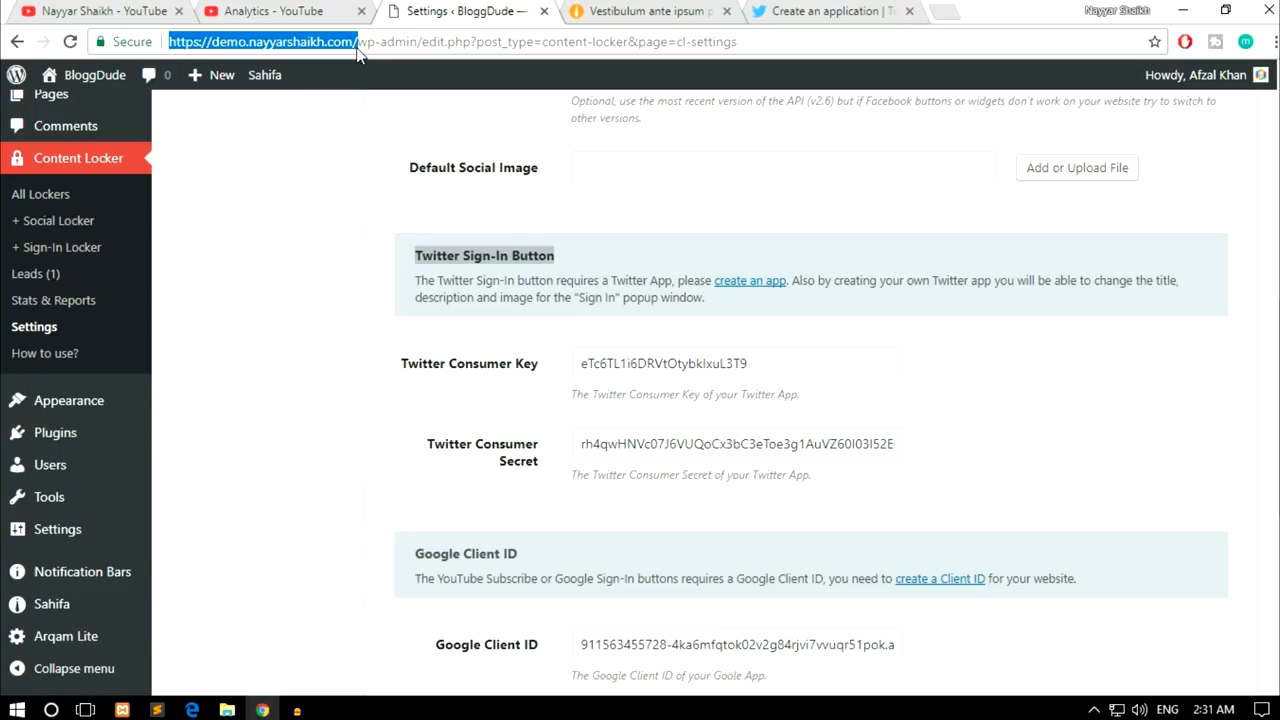 Nayyar Shaikh - YouTube
Analytics - YouTube
Settings ‹ BloggDude —
Vestibulum ante ipsum p
Create an application | T
Nayyar Shaikh
Secure
https://demo.nayyarshaikh.com/wp-admin/edit.php?post_type=content-locker&page=cl-settings
BloggDude
0
New
Sahifa
Howdy, Afzal Khan
Pages
Comments
Content Locker
All Lockers
+ Social Locker
+ Sign-In Locker
Leads (1)
Stats & Reports
Settings
How to use?
Appearance
Plugins
Users
Tools
Settings
Notification Bars
Sahifa
Arqam Lite
Collapse menu
Optional, use the most recent version of the API (v2.6) but if Facebook buttons or widgets don't work on your website try to switch to
other versions.
Default Social Image
Add or Upload File
Twitter Sign-In Button
The Twitter Sign-In button requires a Twitter App, please create an app. Also by creating your own Twitter app you will be able to change the title,
description and image for the "Sign In" popup window.
Twitter Consumer Key
eTc6TL1i6DRVtOtybkIxuL3T9
The Twitter Consumer Key of your Twitter App.
Twitter Consumer
Secret
rh4qwHNVc07J6VUQoCx3bC3eToe3g1AuVZ60I03I52E
The Twitter Consumer Secret of your Twitter App.
Google Client ID
The YouTube Subscribe or Google Sign-In buttons requires a Google Client ID, you need to create a Client ID for your website.
Google Client ID
911563455728-4ka6mfqtok02v2g84rjvi7vvuqr51pok.a
The Google Client ID of your Goole App.
ENG
2:31 AM